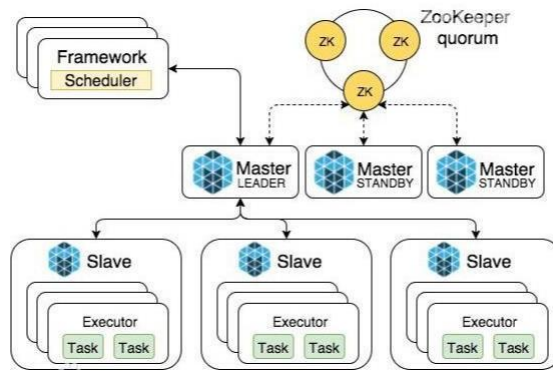 ZooKeeper
quorum
ZK
ZK
ZK
Framework
Scheduler
Master
LEADER
Master
STANDBY
Master
STANDBY
Slave
Executor
Task
Task
Slave
Executor
Task
Task
Slave
Executor
Task
Task